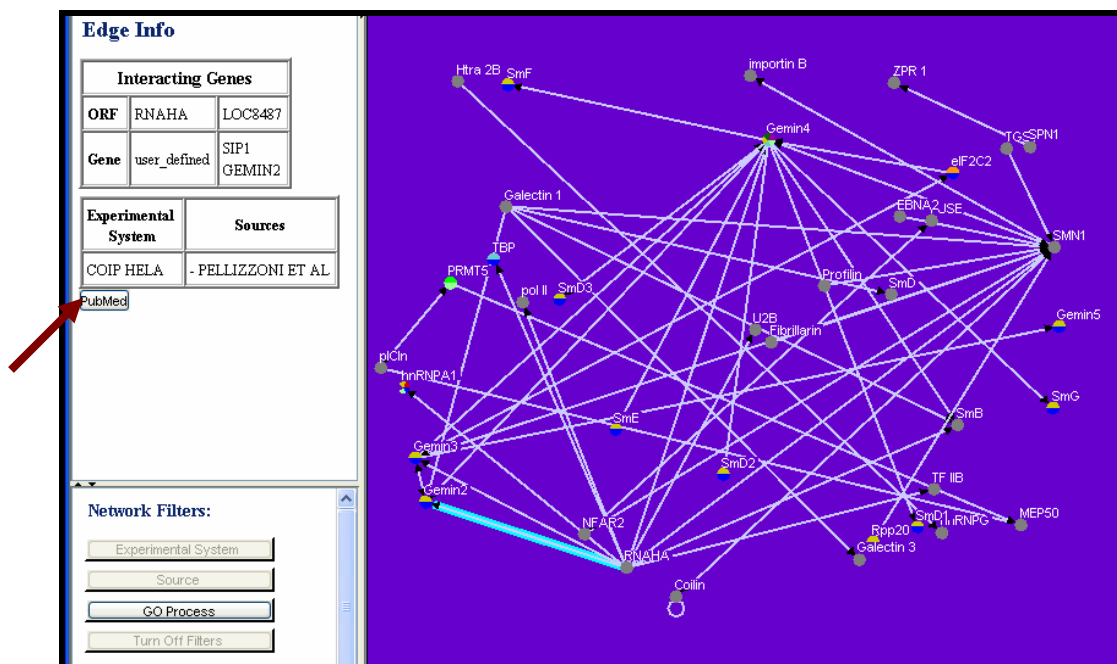 Edge Info
Interacting Genes
ORF RNAHA LOC8487
Gene user_defined SIP1
GEMIN2
Experimental
System Sources
COIP HELA - PELLIZZONI ET AL
PubMed
Network Filters:
Experimental System
Source
GO Process
Turn Off Filters
Htra 2B
SmF
importin B
ZPR 1
Gemin4
SPN1
eIF2C2
Galectin 1
EBNA2
USE
SMN1
TBP
PRMT5
SmD3
pol II
Profilin
SmD
Gemin5
U2B
Fibrillarin
pICln
hnRNPA1
SmG
SmE
SmB
Gemin3
SmD2
TF IIB
Gemin2
NFAR2
SmD1
MEP50
Rpp20
RNAHA
Galectin 3
Coilin